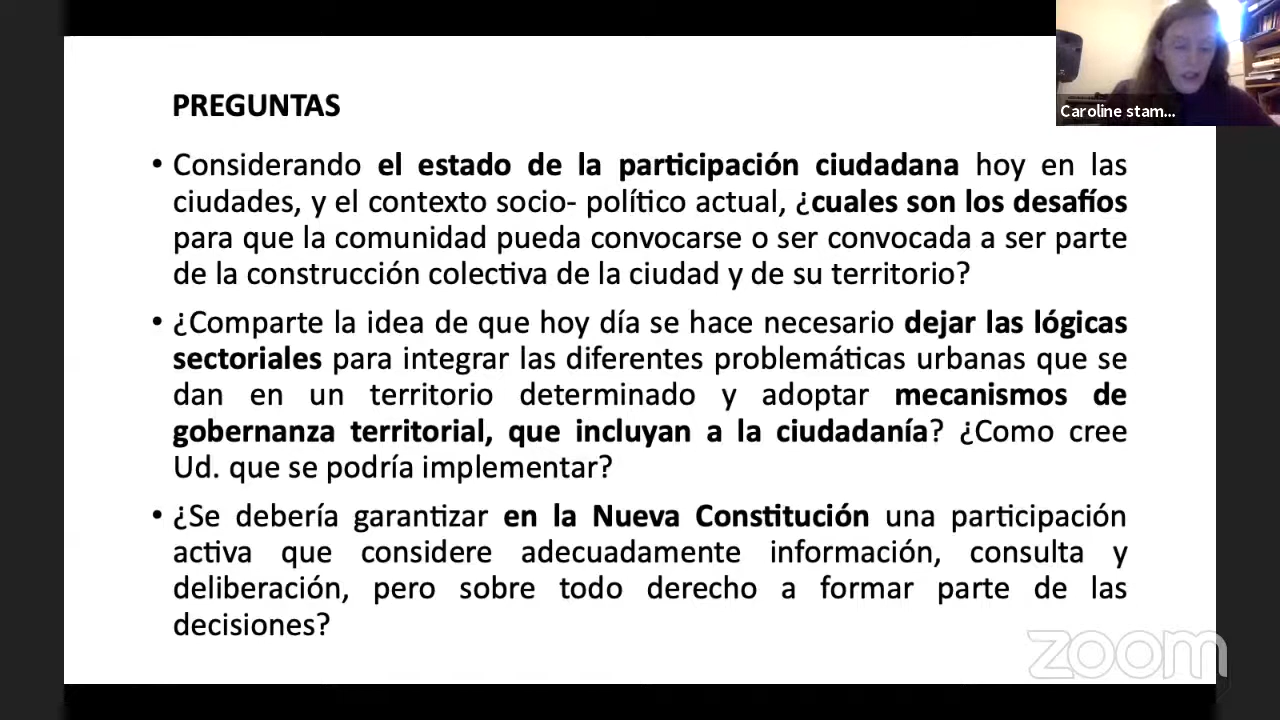 PREGUNTAS
Caroline stam...
• Considerando el estado de la participación ciudadana hoy en las
ciudades, y el contexto socio- político actual, ¿cuales son los desafíos
para que la comunidad pueda convocarse o ser convocada a ser parte
de la construcción colectiva de la ciudad y de su territorio?
• ¿Comparte la idea de que hoy día se hace necesario dejar las lógicas
sectoriales para integrar las diferentes problemáticas urbanas que se
dan en un territorio determinado y adoptar mecanismos de
gobernanza territorial, que incluyan a la ciudadanía? ¿Como cree
Ud. que se podría implementar?
• ¿Se debería garantizar en la Nueva Constitución una participación
activa que considere adecuadamente información, consulta y
deliberación, pero sobre todo derecho a formar parte de las
decisiones?
zoom